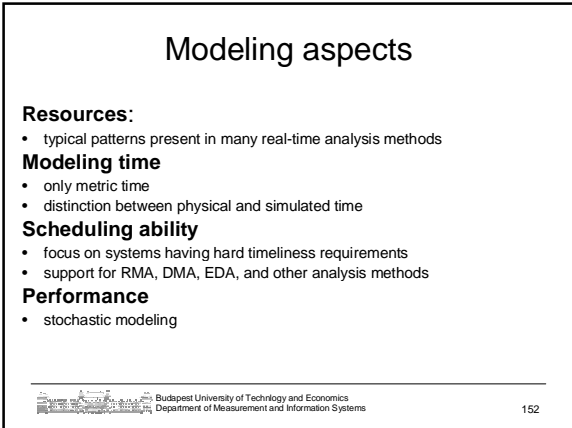 Modeling aspects
Resources:
• typical patterns present in many real-time analysis methods
Modeling time
• only metric time
• distinction between physical and simulated time
Scheduling ability
• focus on systems having hard timeliness requirements
• support for RMA, DMA, EDA, and other analysis methods
Performance
• stochastic modeling
Budapest University of Technlogy and Economics
Department of Measurement and Information Systems
152